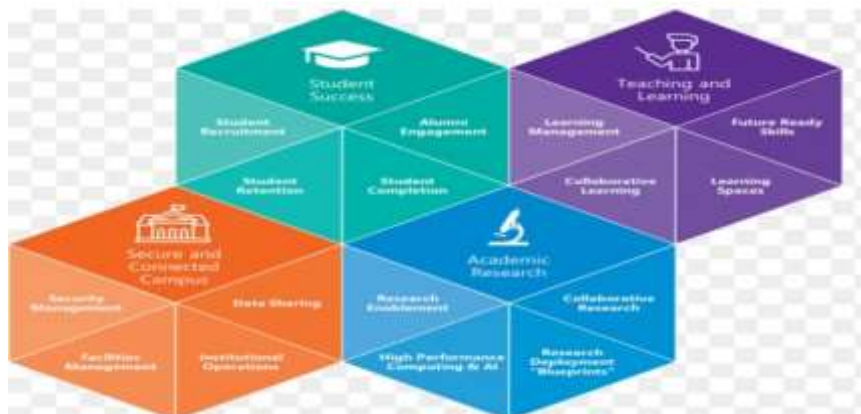 Student
Success
Student
Recruitment
Alumni
Engagement
Student
Retention
Student
Completion
Teaching and
Learning
Learning
Management
Future Ready
Skills
Collaborative
Learning
Learning
Spaces
Secure and
Connected
Campus
Security
Management
Data Sharing
Facilities
Management
Institutional
Operations
Academic
Research
Research
Enablement
Collaborative
Research
High Performance
Computing & AI
Research
Deployment
"Blueprints"